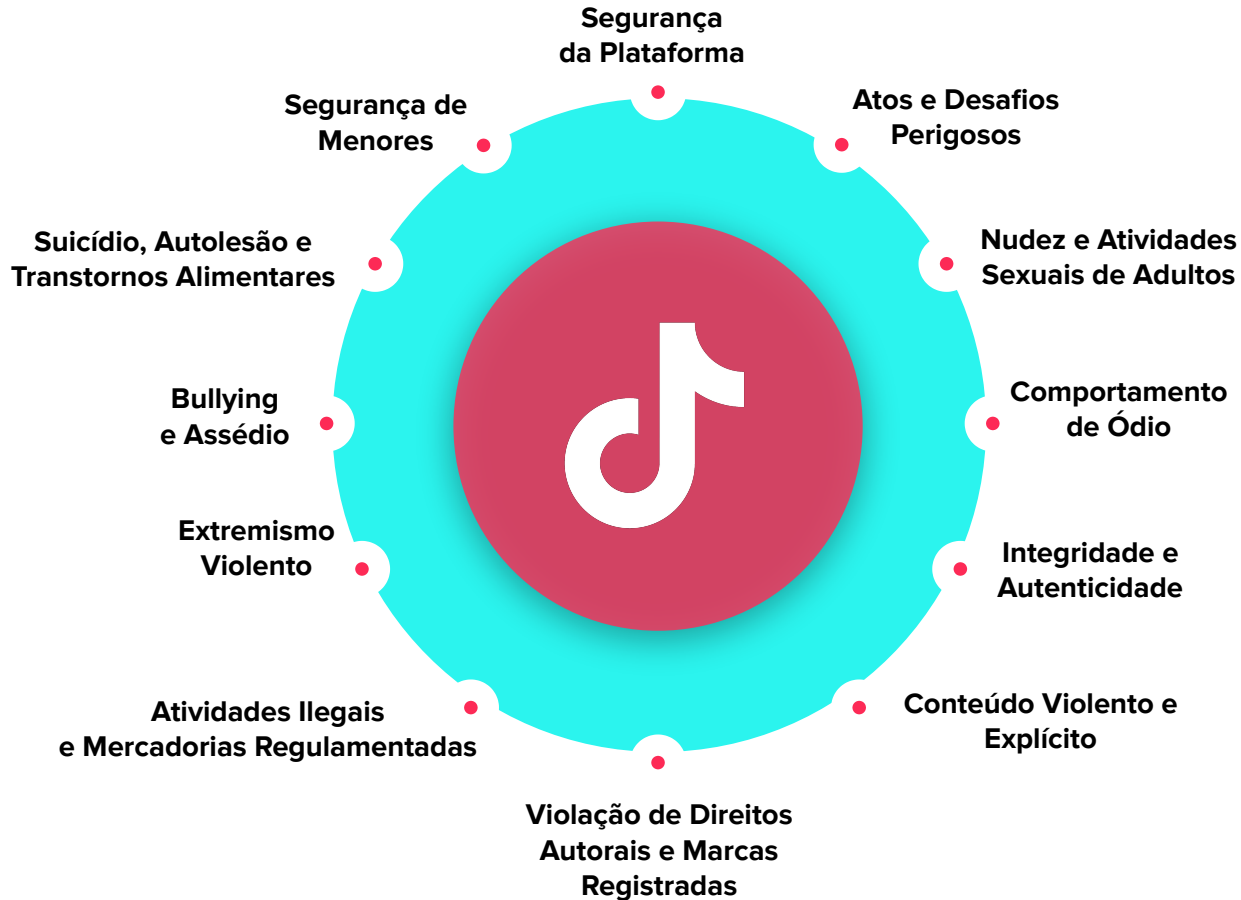 Segurança
da Plataforma
Atos e Desafios
Perigosos
Nudez e Atividades
Sexuais de Adultos
Comportamento
de Ódio
Integridade e
Autenticidade
Conteúdo Violento e
Explícito
Violação de Direitos
Autorais e Marcas
Registradas
Atividades Ilegais
e Mercadorias Regulamentadas
Extremismo
Violento
Bullying
e Assédio
Suicídio, Autolesão e
Transtornos Alimentares
Segurança de
Menores